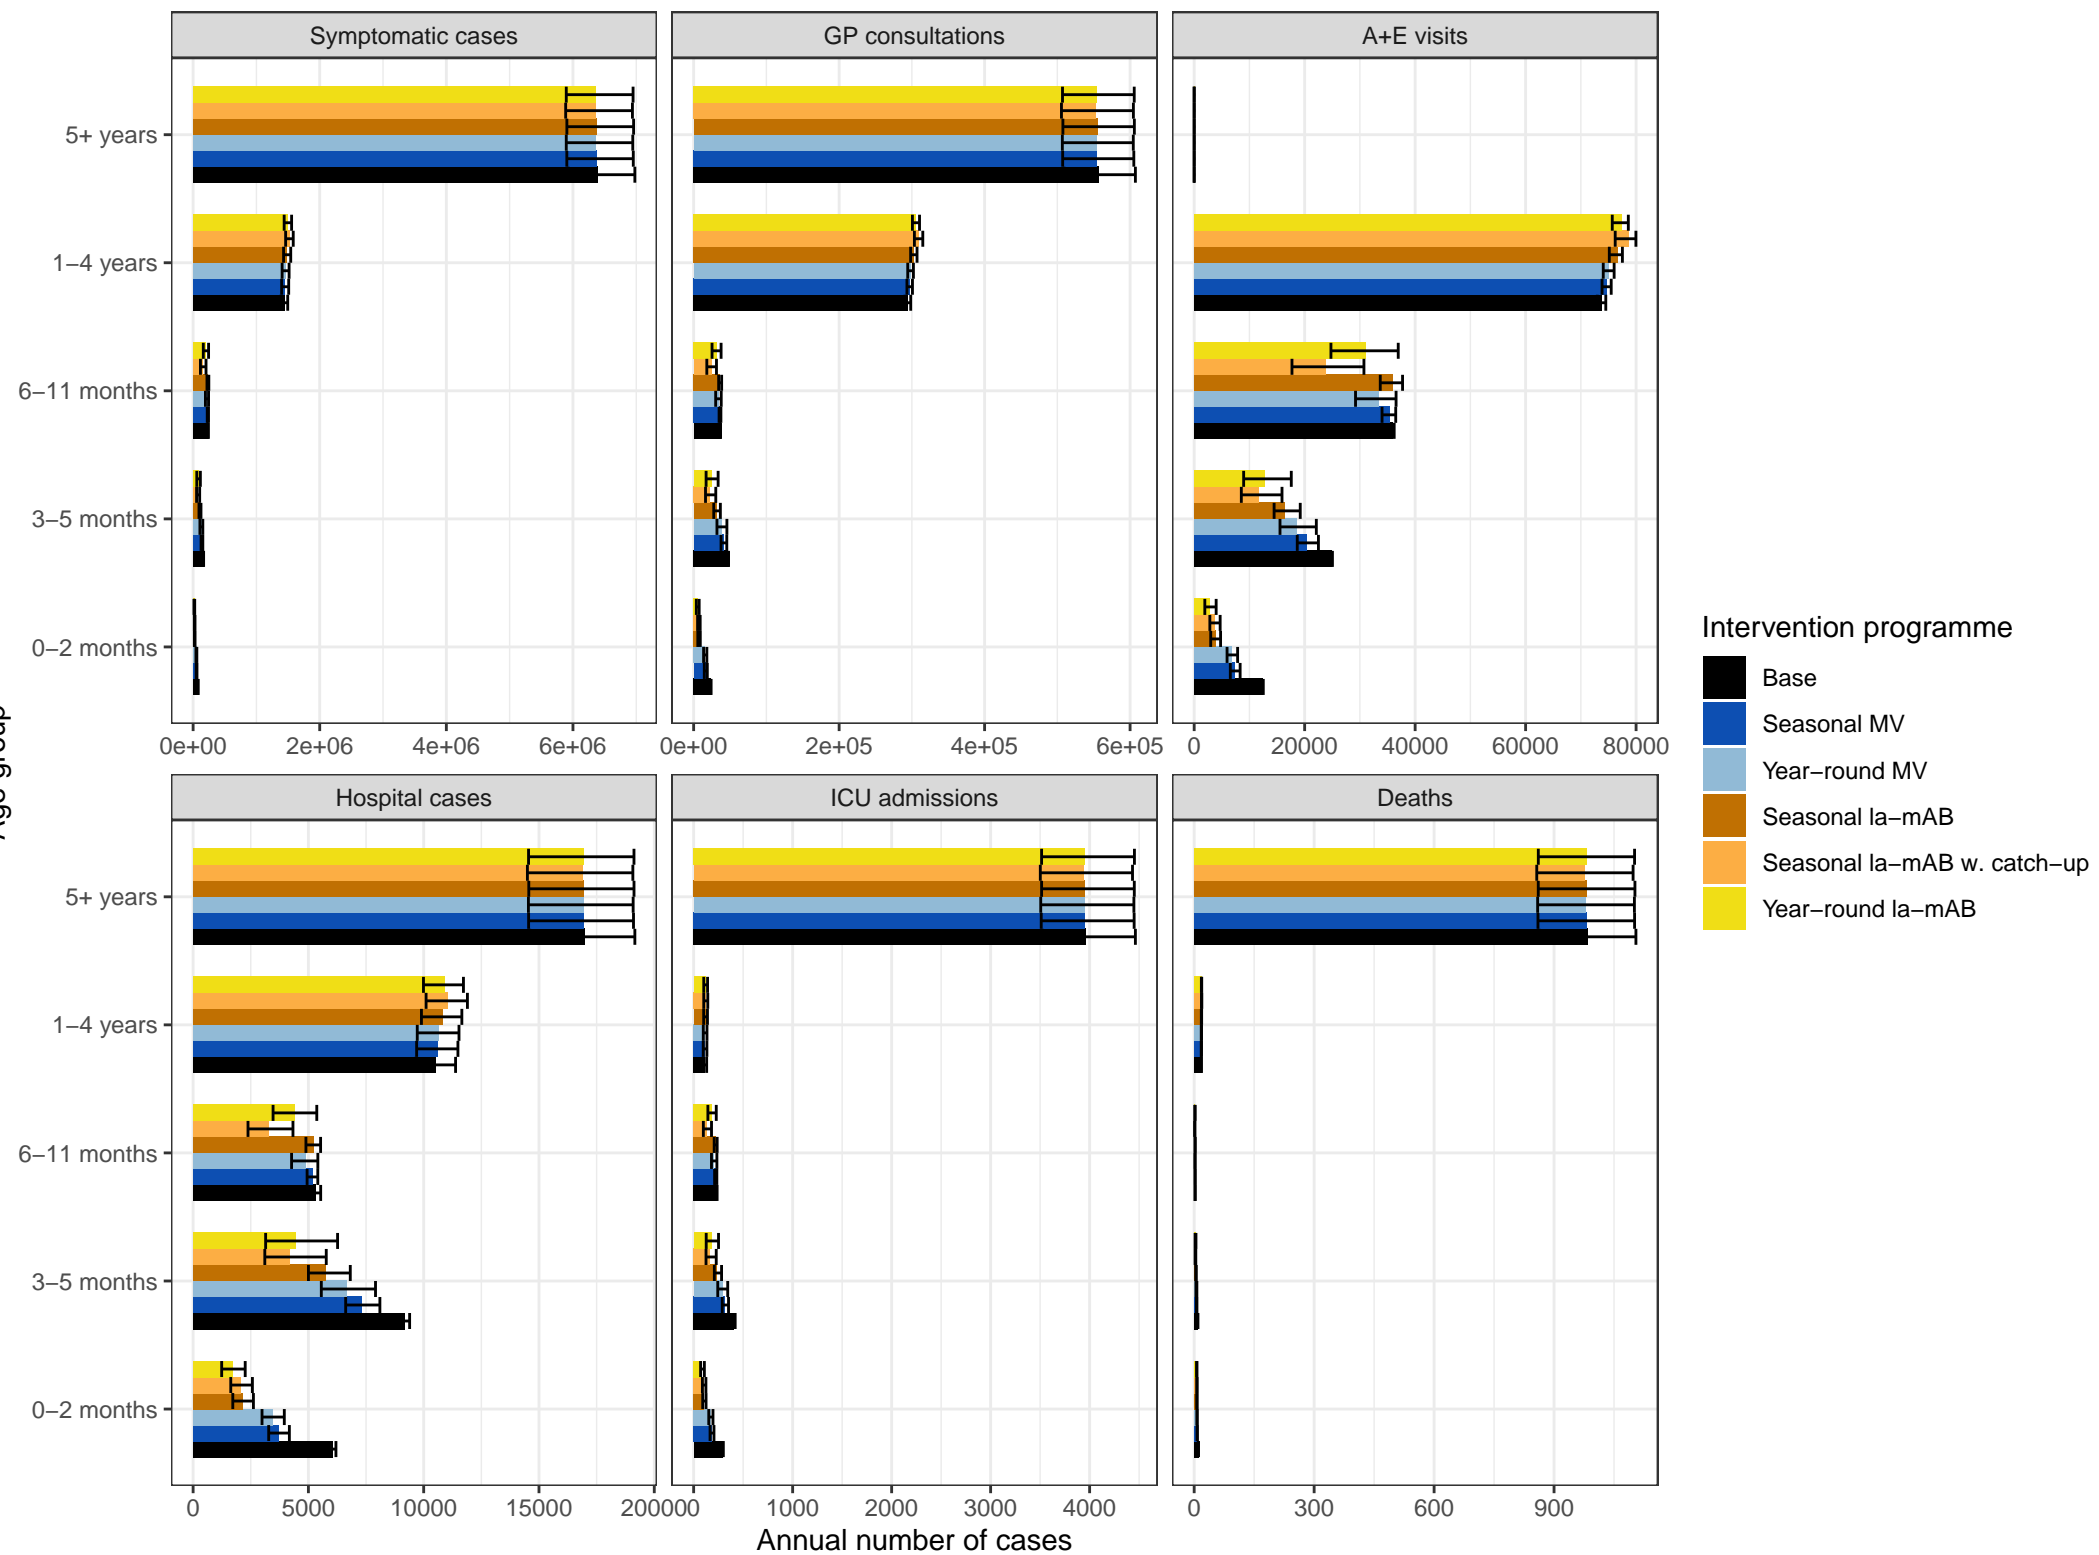 Symptomatic cases
GP consultations
A+E visits
5+ years
1−4 years
6−11 months
3−5 months
0−2 months
0e+00 2e+06 4e+06 6e+06
0e+00 2e+05 4e+05 6e+05
0 20000 40000 60000 80000
Hospital cases
ICU admissions
Deaths
5+ years
1−4 years
6−11 months
3−5 months
0−2 months
0 5000 10000 15000 20000
0 1000 2000 3000 4000
0 300 600 900
Annual number of cases
Age group
Intervention programme
Base
Seasonal MV
Year−round MV
Seasonal la−mAB
Seasonal la−mAB w. catch−up
Year−round la−mAB